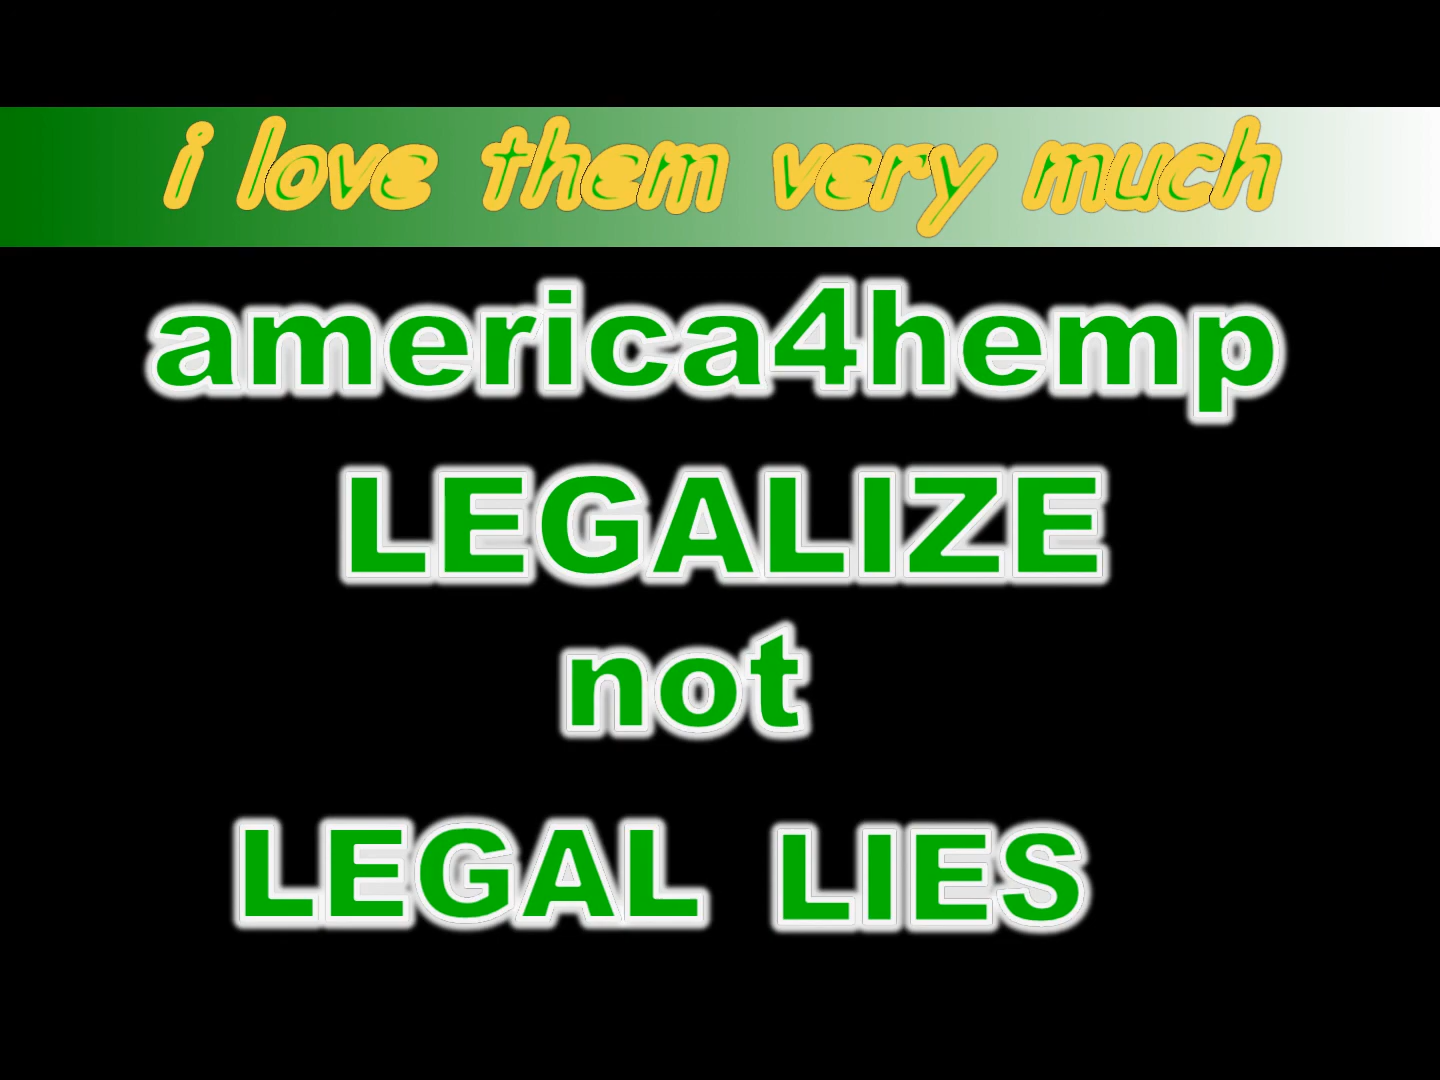 i love them very much
america4hemp
LEGALIZE
not
LEGAL LIES